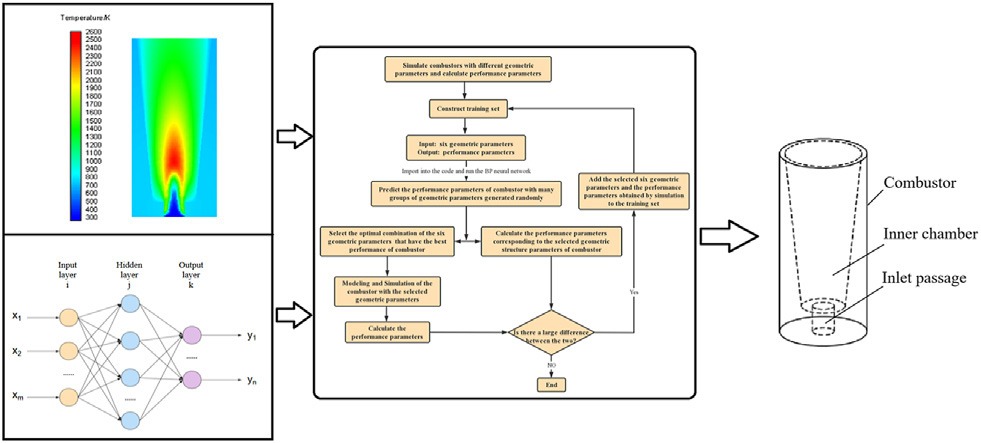 Temperature/K
2600
2500
2400
2300
2200
2100
2000
1900
1800
1700
1600
1500
1400
1300
1200
1100
1000
900
800
700
600
500
400
300
Input
layer
i
Hidden
layer
j
Output
layer
k
x1
x2
......
xm
......
......
y1
yn
Simulate combustors with different geometric
parameters and calculate performance parameters
Construct training set
Input: six geometric parameters
Output: performance parameters
Import into the code and run the BP neural network
Predict the performance parameters of combustor with many
groups of geometric parameters generated randomly
Select the optimal combination of the six
geometric parameters that have the best
performance of combustor
Calculate the performance parameters
corresponding to the selected geometric
structure parameters of combustor
Modeling and Simulation of the
combustor with the selected
geometric parameters
Calculate the
performance parameters
Is there a large difference
between the two?
Yes
Add the selected six geometric
parameters and the performance
parameters obtained by simulation
to the training set
NO
End
Combustor
Inner chamber
Inlet passage